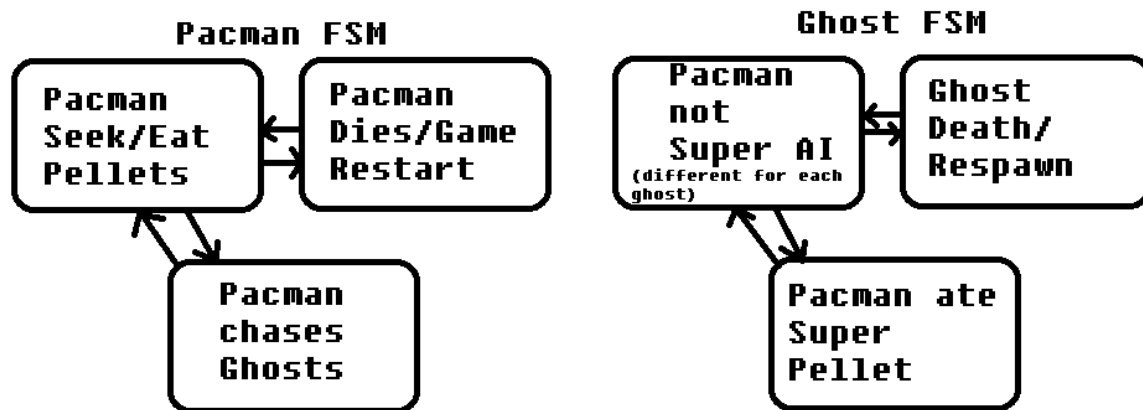 Pacman FSM
Pacman
Seek/Eat
Pellets
Pacman
Dies/Game
Restart
Pacman
chases
Ghosts
Ghost FSM
Pacman
not
Super AI
(different for each
ghost)
Ghost
Death/
Respawn
Pacman ate
Super
Pellet